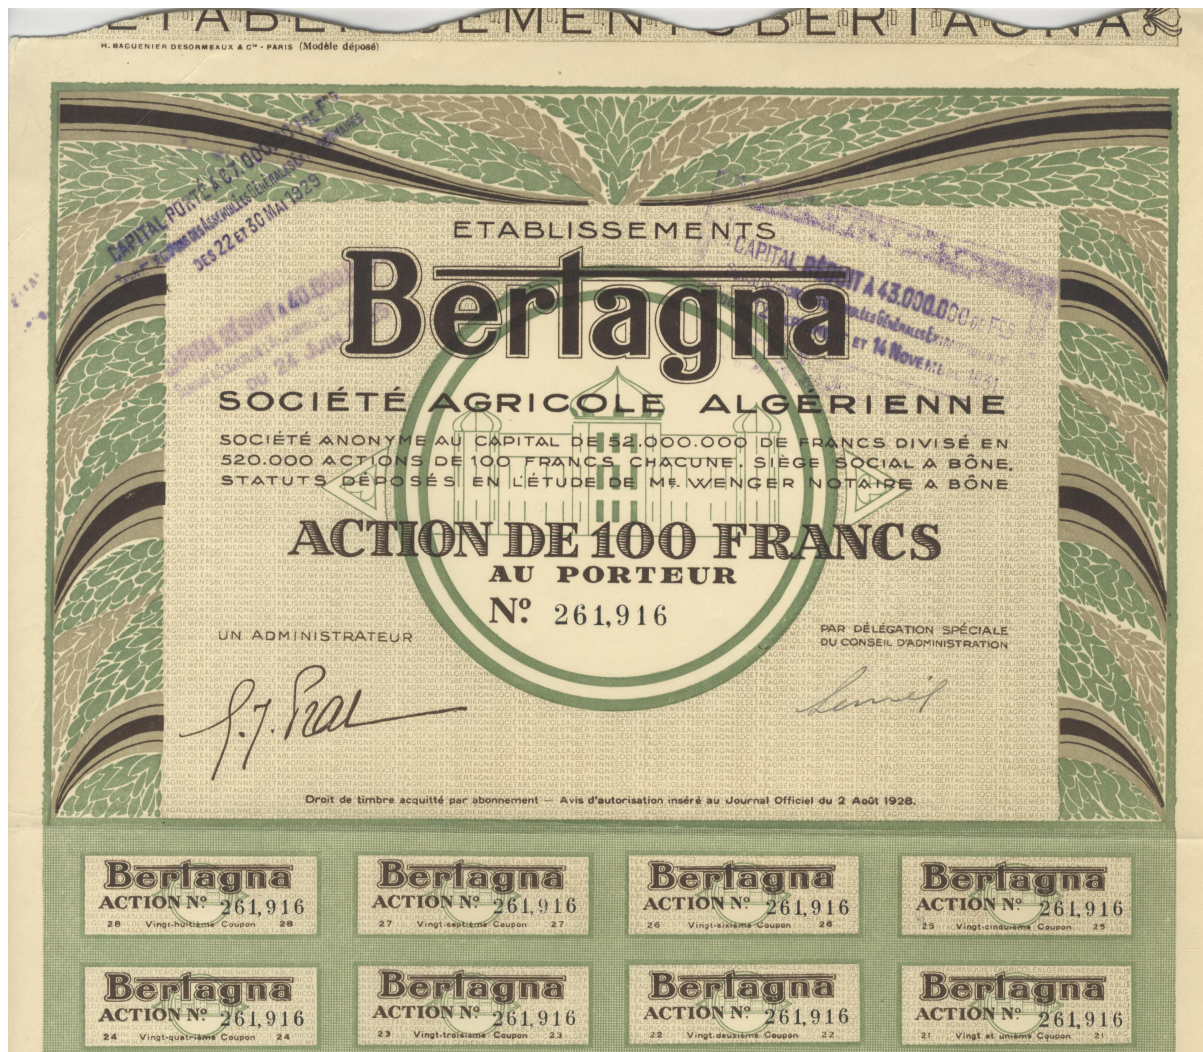 ETABLISSEMENTS BERTAGNA
H. BAGUENIER DESORMEAUX & Cie - PARIS (Modèle déposé)
CAPITAL PORTÉ A 67.000.000 DE FRS
DES 22 ET 30 MAI 1929
ETABLISSEMENTS
Bertagna
CAPITAL RÉDUIT A 43.000.000 DE FRS
ET 14 NOVEMBRE 1931
SOCIÉTÉ AGRICOLE ALGÉRIENNE
SOCIÉTÉ ANONYME AU CAPITAL DE 52.000.000 DE FRANCS DIVISÉ EN
520.000 ACTIONS DE 100 FRANCS CHACUNE. SIÈGE SOCIAL A BÔNE.
STATUTS DÉPOSÉS EN L'ÉTUDE DE Me. WENGER NOTAIRE A BÔNE
ACTION DE 100 FRANCS
AU PORTEUR
No. 261,916
UN ADMINISTRATEUR
PAR DÉLÉGATION SPÉCIALE
DU CONSEIL D'ADMINISTRATION
Droit de timbre acquitté par abonnement — Avis d'autorisation inséré au Journal Officiel du 2 Août 1928.
Bertagna
ACTION No 261,916
28 Vingt-huitième Coupon 28
Bertagna
ACTION No 261,916
27 Vingt-septième Coupon 27
Bertagna
ACTION No 261,916
26 Vingt-sixième Coupon 26
Bertagna
ACTION No 261,916
25 Vingt-cinquième Coupon 25
Bertagna
ACTION No 261,916
24 Vingt-quatrième Coupon 24
Bertagna
ACTION No 261,916
23 Vingt-troisième Coupon 23
Bertagna
ACTION No 261,916
22 Vingt-deuxième Coupon 22
Bertagna
ACTION No 261,916
21 Vingt et unième Coupon 21